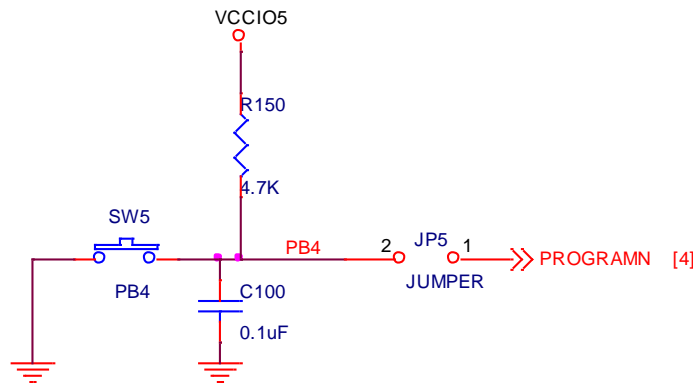 VCCIO5
R150
4.7K
SW5
PB4
PB4
2
JP5
1
JUMPER
PROGRAMN [4]
C100
0.1uF